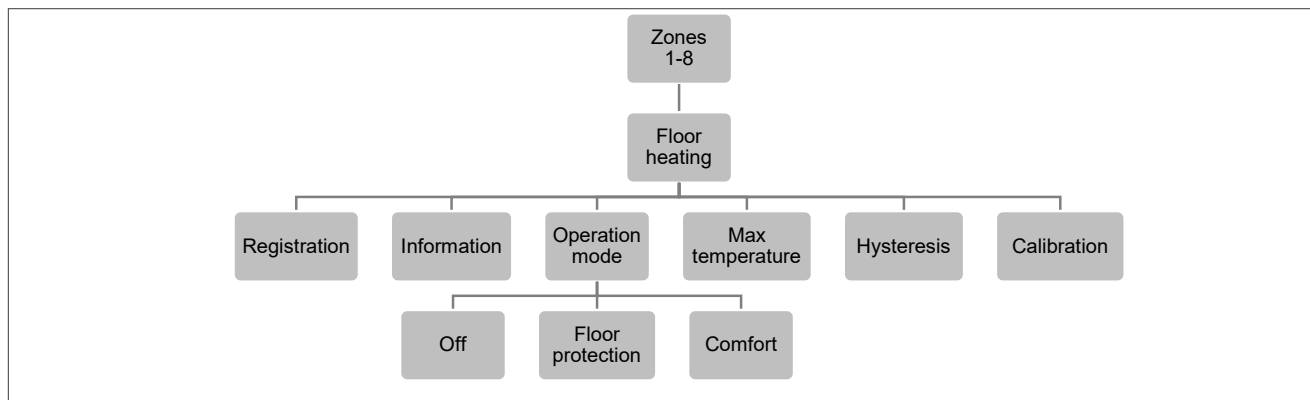 Zones
1-8
Floor
heating
Registration
Information
Operation
mode
Max
temperature
Hysteresis
Calibration
Off
Floor
protection
Comfort